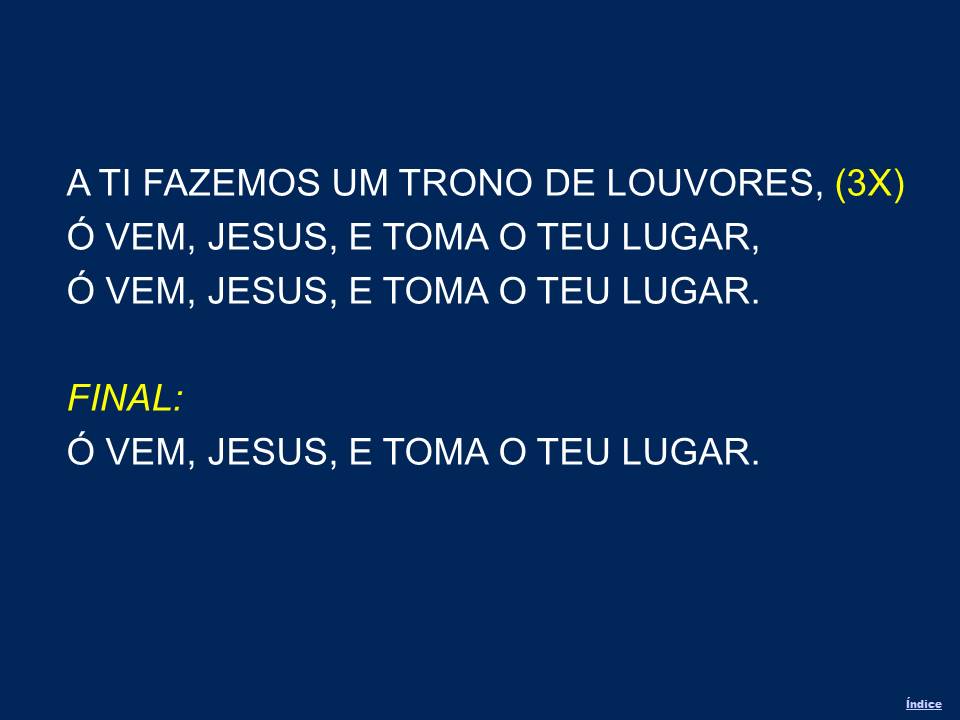 A TI FAZEMOS UM TRONO DE LOUVORES, (3X)
Ó VEM, JESUS, E TOMA O TEU LUGAR,
Ó VEM, JESUS, E TOMA O TEU LUGAR.
FINAL:
Ó VEM, JESUS, E TOMA O TEU LUGAR.
Índice